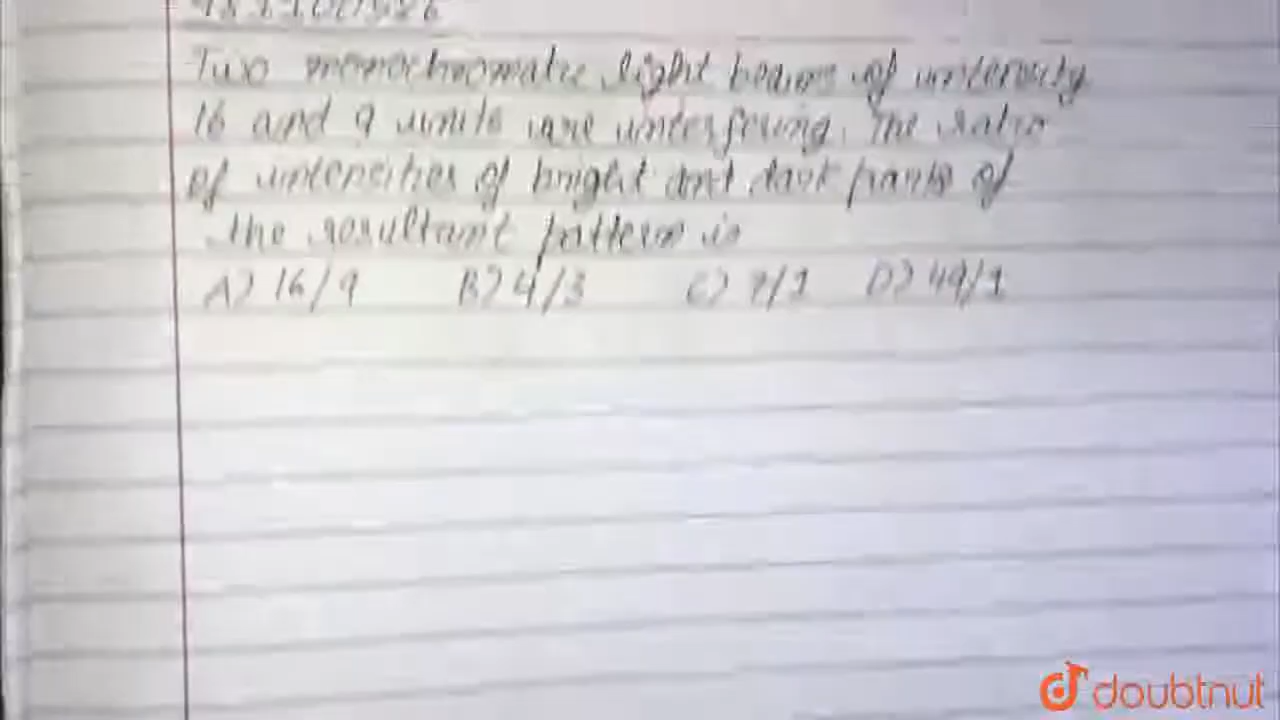 Two monochromatic light beams of intensity
16 and 9 units are interfering. The ratio
of intensities of bright and dark parts of
the resultant pattern is
A) 16/9 B) 4/3 C) 7/1 D) 49/1
doubtnut